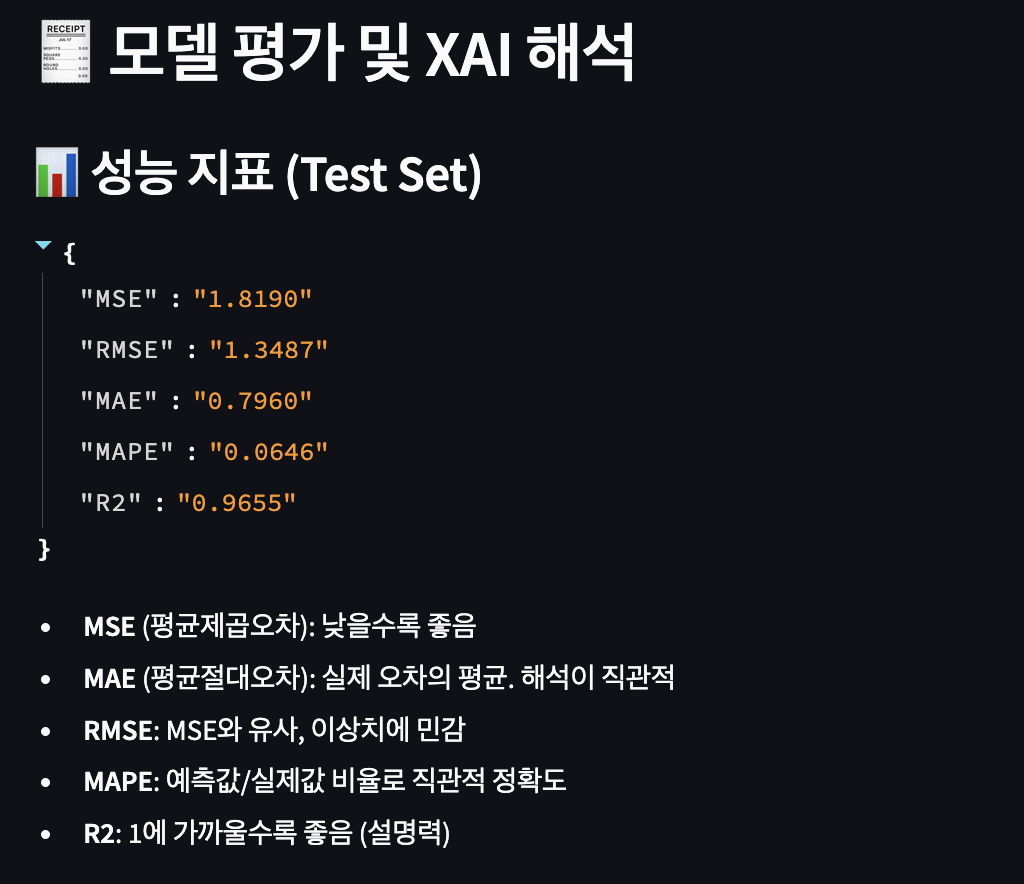 모델 평가 및 XAI 해석
성능 지표 (Test Set)
{
"MSE" : "1.8190"
"RMSE" : "1.3487"
"MAE" : "0.7960"
"MAPE" : "0.0646"
"R2" : "0.9655"
}
• MSE (평균제곱오차): 낮을수록 좋음
• MAE (평균절대오차): 실제 오차의 평균. 해석이 직관적
• RMSE: MSE와 유사, 이상치에 민감
• MAPE: 예측값/실제값 비율로 직관적 정확도
• R2: 1에 가까울수록 좋음 (설명력)